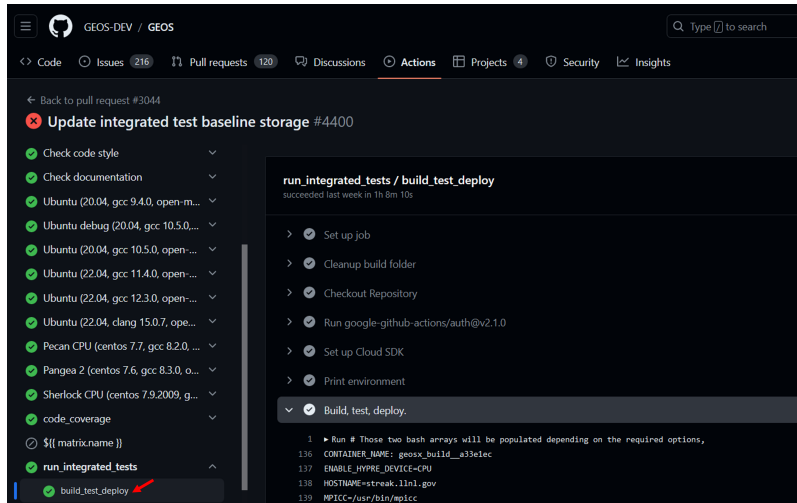 GEOS-DEV / GEOS
Type / to search
Code
Issues 216
Pull requests 120
Discussions
Actions
Projects 4
Security
Insights
← Back to pull request #3044
Update integrated test baseline storage #4400
Check code style
Check documentation
Ubuntu (20.04, gcc 9.4.0, open-m...
Ubuntu debug (20.04, gcc 10.5.0,...
Ubuntu (20.04, gcc 10.5.0, open-...
Ubuntu (22.04, gcc 11.4.0, open-...
Ubuntu (22.04, gcc 12.3.0, open-...
Ubuntu (22.04, clang 15.0.7, ope...
Pecan CPU (centos 7.7, gcc 8.2.0, ...
Pangea 2 (centos 7.6, gcc 8.3.0, o...
Sherlock CPU (centos 7.9.2009, g...
code_coverage
${{ matrix.name }}
run_integrated_tests
build_test_deploy
run_integrated_tests / build_test_deploy
succeeded last week in 1h 8m 10s
Set up job
Cleanup build folder
Checkout Repository
Run google-github-actions/auth@v2.1.0
Set up Cloud SDK
Print environment
Build, test, deploy.
1 ▸ Run # Those two bash arrays will be populated depending on the required options,
136 CONTAINER_NAME: geosx_build__a33e1ec
137 ENABLE_HYPRE_DEVICE=CPU
138 HOSTNAME=streak.llnl.gov
139 MPICC=/usr/bin/mpicc